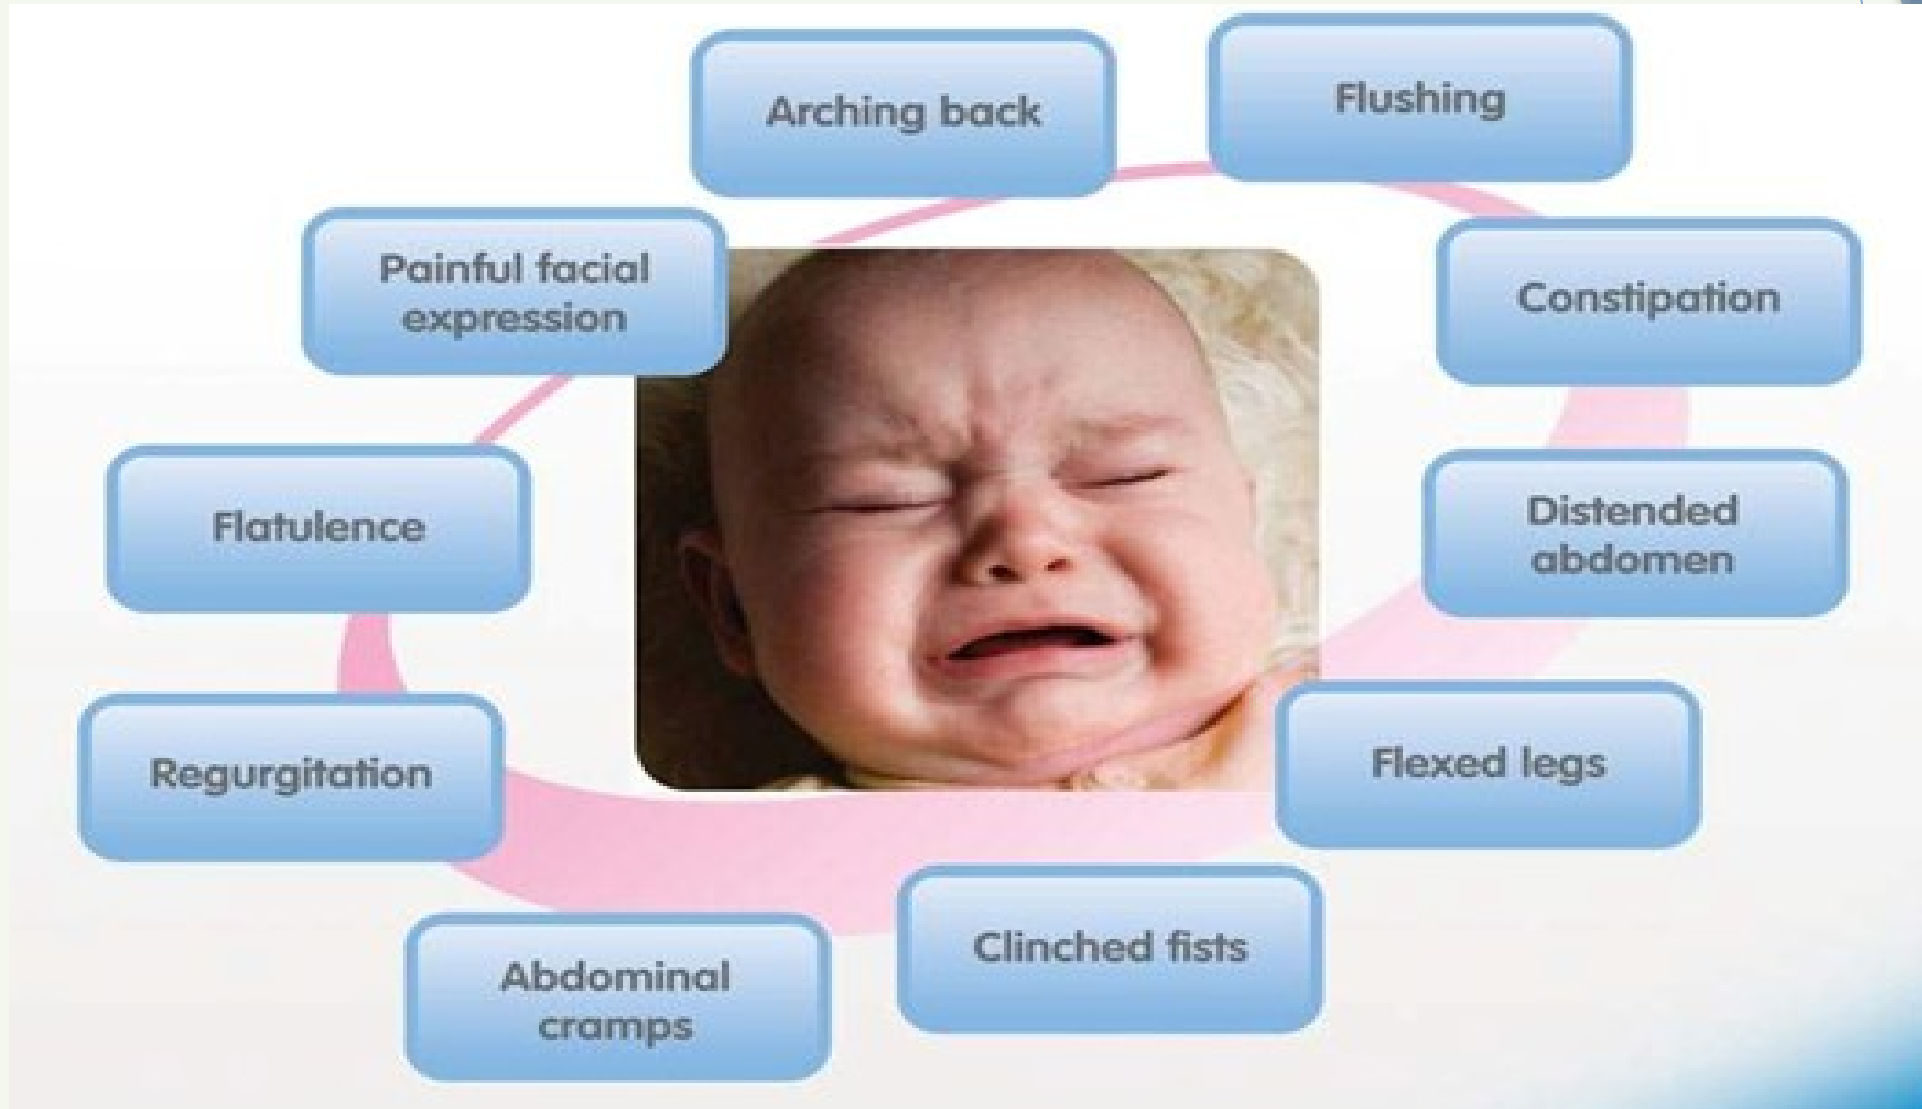 Arching back
Flushing
Painful facial
expression
Constipation
Flatulence
Distended
abdomen
Regurgitation
Flexed legs
Abdominal
cramps
Clinched fists